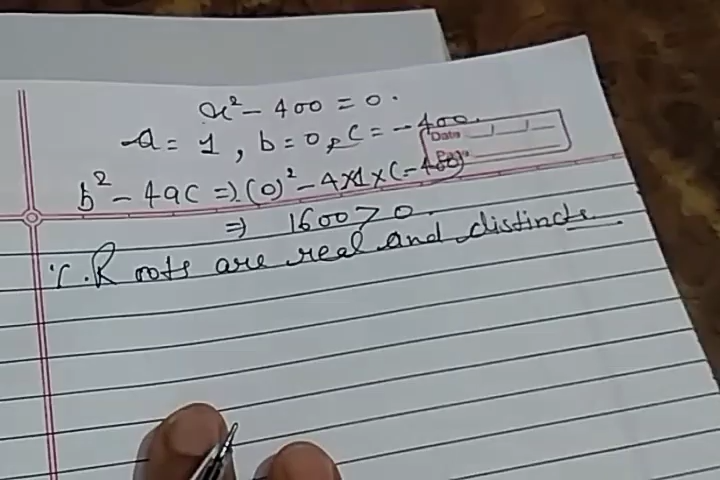 x² - 400 = 0.
a = 1, b = 0, c = -400.
Date
Page
b² - 4ac ⇒ (0)² - 4×1×(-400)
⇒ 1600 > 0.
∵. Roots are real and distincts.